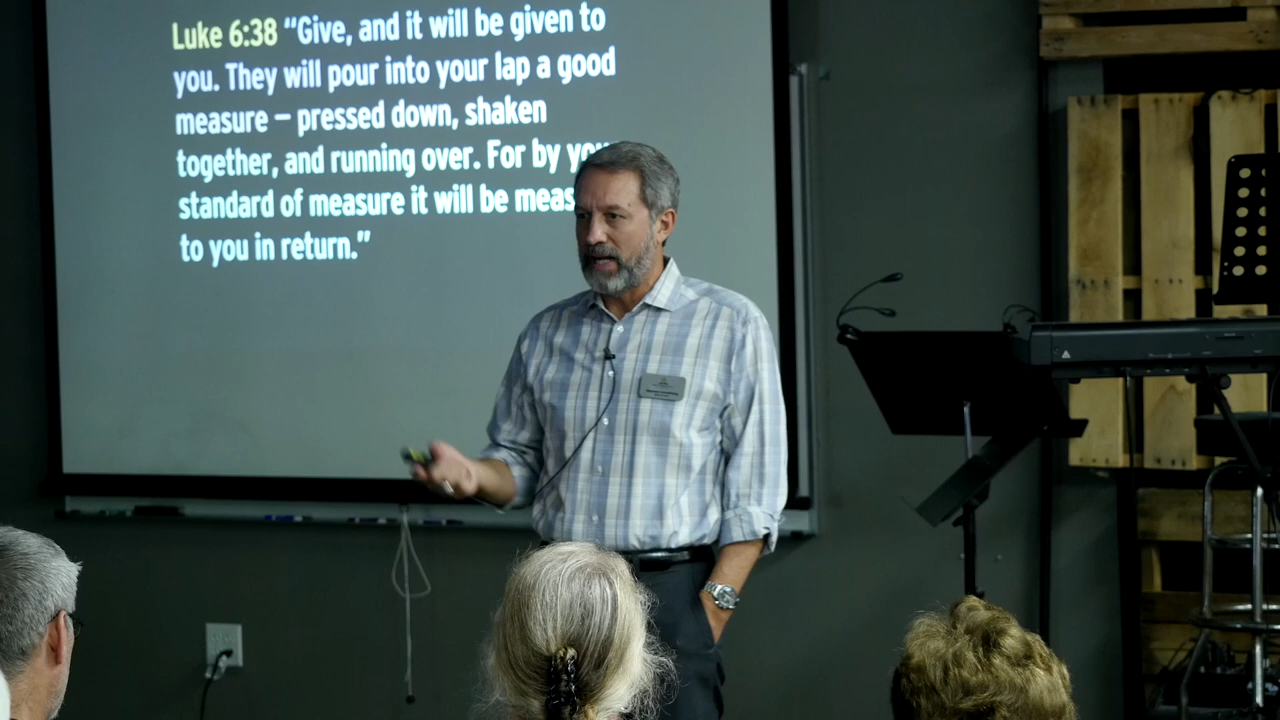 Luke 6:38 “Give, and it will be given to
you. They will pour into your lap a good
measure – pressed down, shaken
together, and running over. For by you
standard of measure it will be meas
to you in return.”